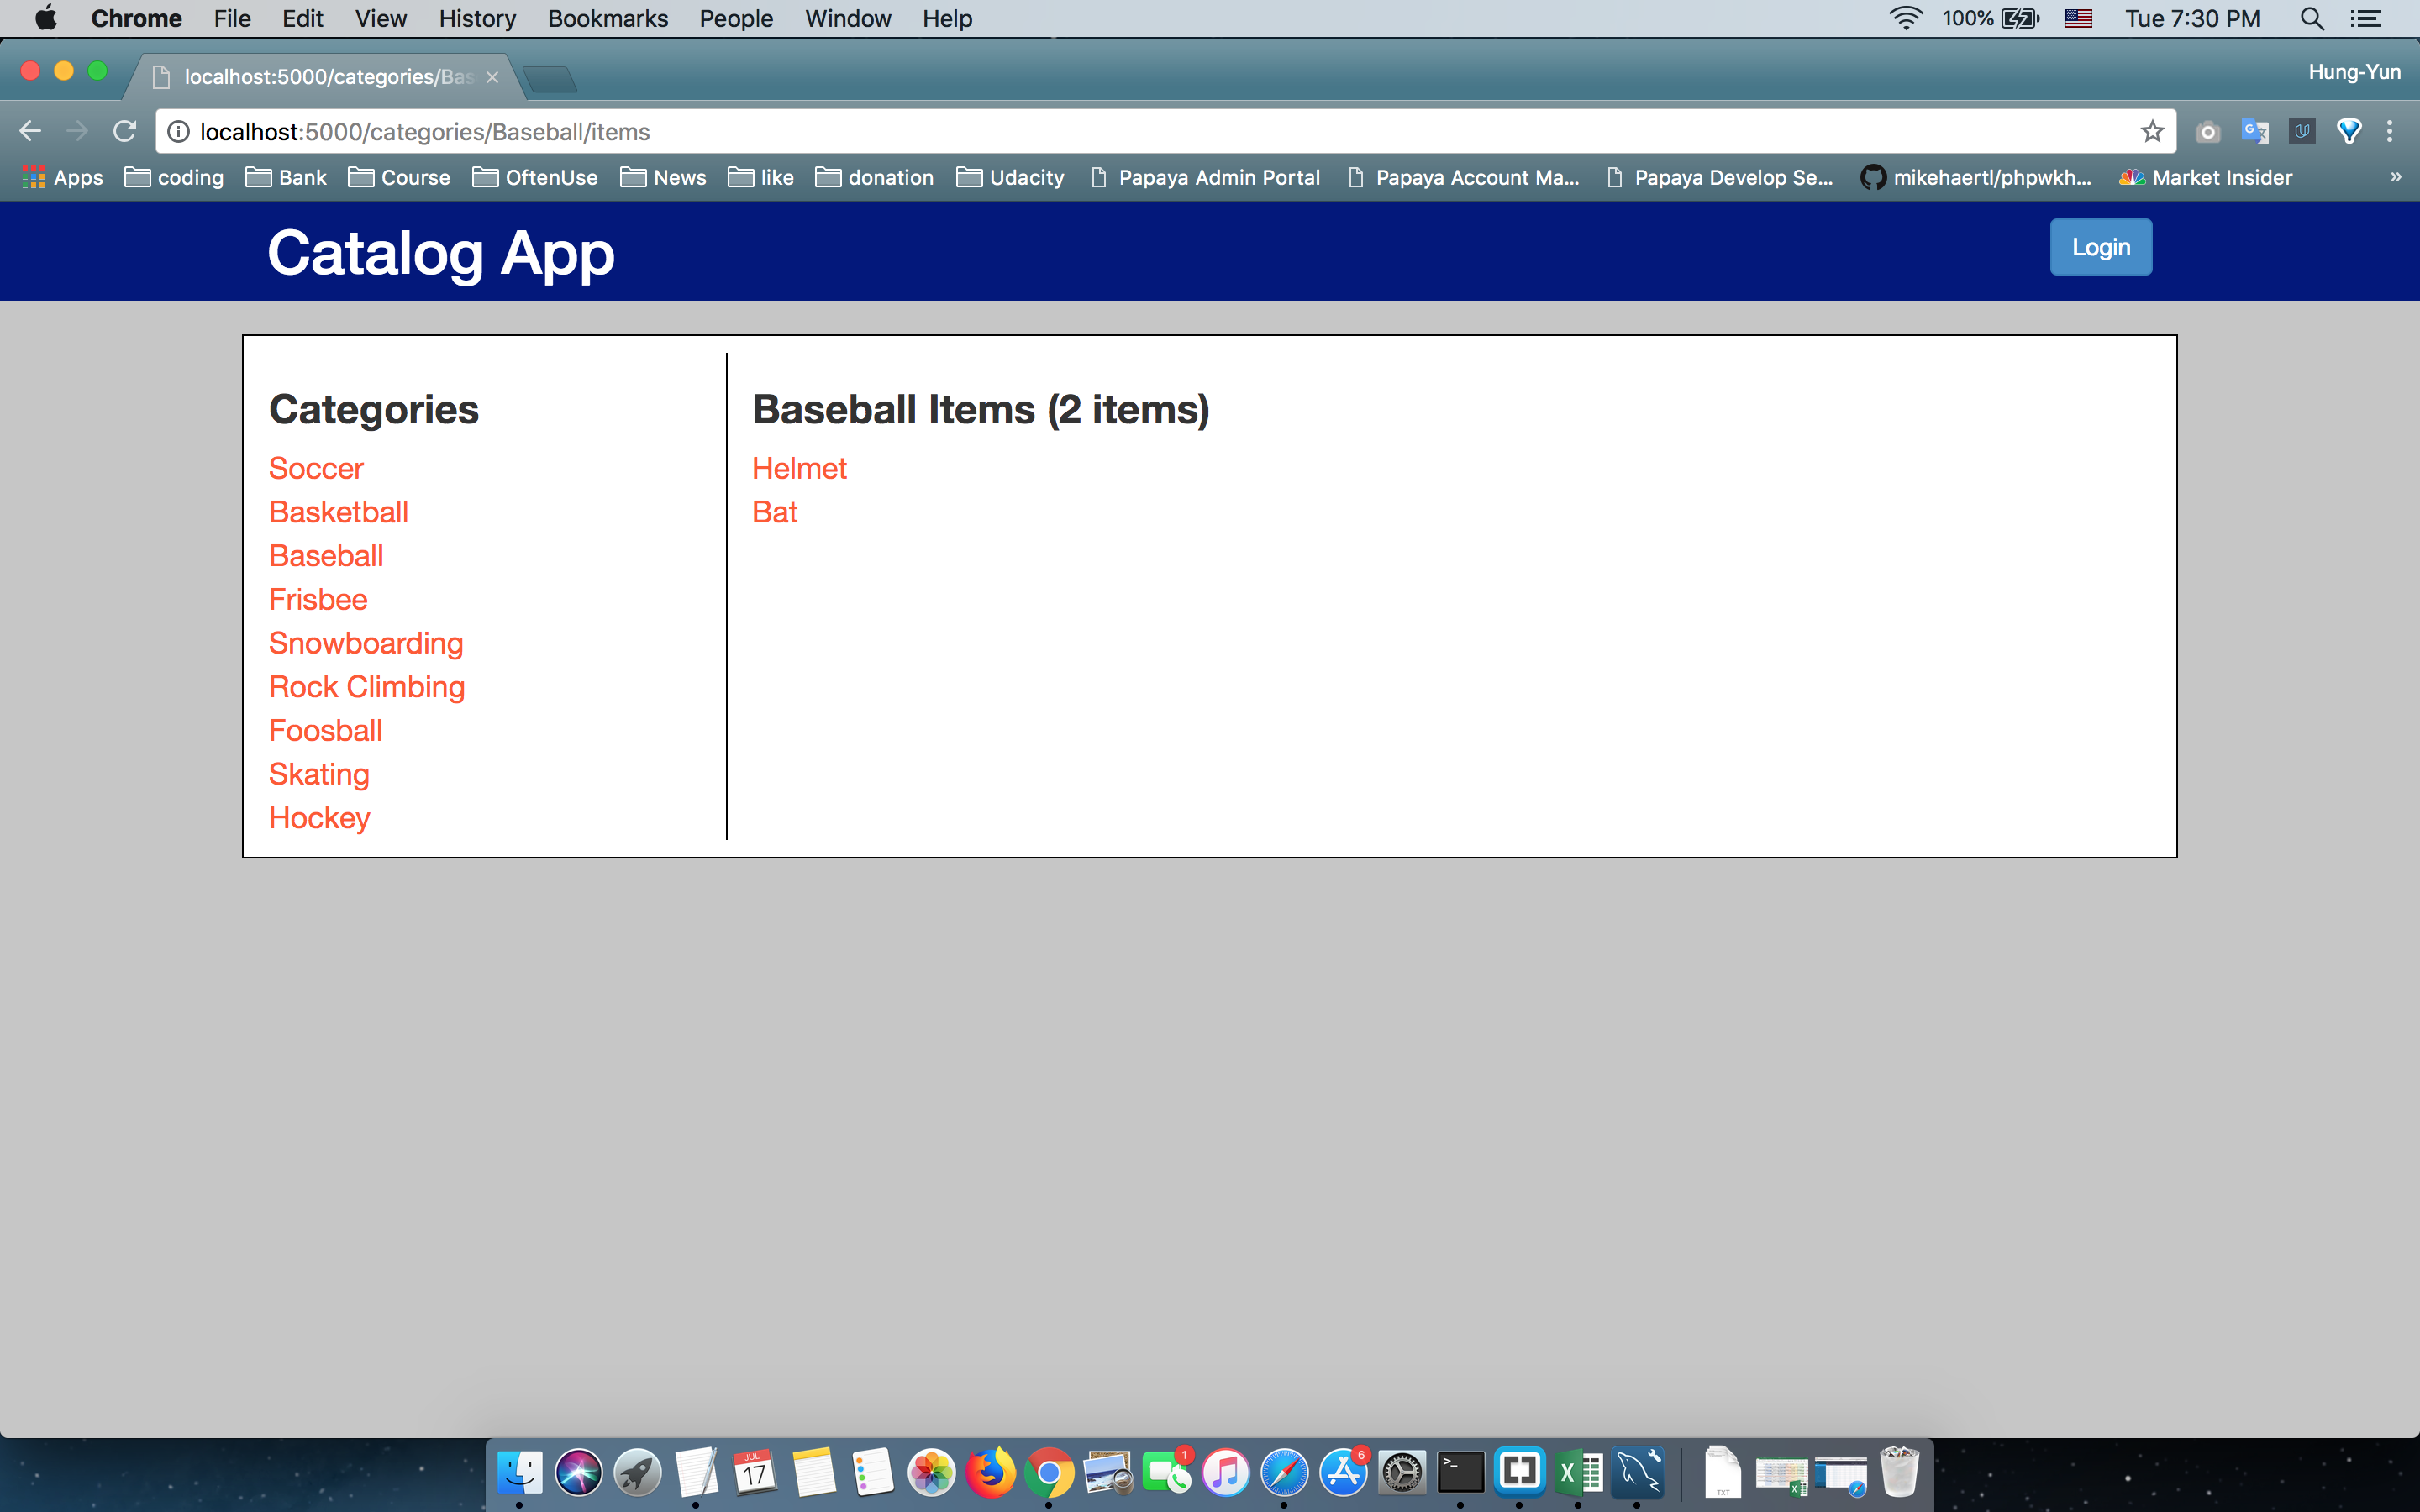 Chrome File Edit View History Bookmarks People Window Help 100% Tue 7:30 PM
localhost:5000/categories/Bas Hung-Yun
localhost:5000/categories/Baseball/items
Apps coding Bank Course OftenUse News like donation Udacity Papaya Admin Portal Papaya Account Ma... Papaya Develop Se... mikehaertl/phpwkh... Market Insider »
Catalog App Login
Categories
Soccer
Basketball
Baseball
Frisbee
Snowboarding
Rock Climbing
Foosball
Skating
Hockey
Baseball Items (2 items)
Helmet
Bat
JUL
17
1
6
TXT